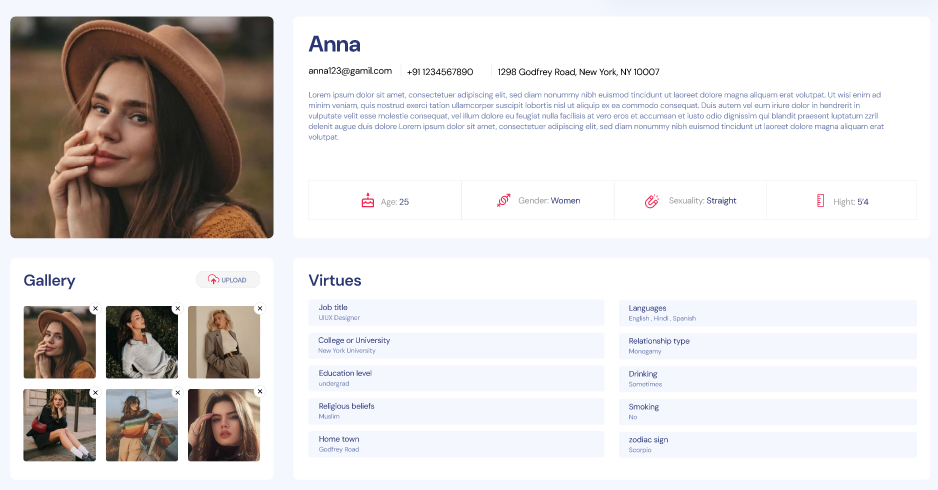 Anna
anna123@gamil.com +91 1234567890 1298 Godfrey Road, New York, NY 10007
Lorem ipsum dolor sit amet, consectetuer adipiscing elit, sed diam nonummy nibh euismod tincidunt ut laoreet dolore magna aliquam erat volutpat. Ut wisi enim ad
minim veniam, quis nostrud exerci tation ullamcorper suscipit lobortis nisl ut aliquip ex ea commodo consequat. Duis autem vel eum iriure dolor in hendrerit in
vulputate velit esse molestie consequat, vel illum dolore eu feugiat nulla facilisis at vero eros et accumsan et iusto odio dignissim qui blandit praesent luptatum zzril
delenit augue duis dolore Lorem ipsum dolor sit amet, consectetuer adipiscing elit, sed diam nonummy nibh euismod tincidunt ut laoreet dolore magna aliquam erat
volutpat.
Age: 25
Gender: Women
Sexuality: Straight
Hight: 5'4
Gallery
UPLOAD
Virtues
Job title
UIUX Designer
Languages
English , Hindi , Spanish
College or University
New York University
Relationship type
Monogamy
Education level
undergrad
Drinking
Sometimes
Religious beliefs
Muslim
Smoking
No
Home town
Godfrey Road
zodiac sign
Scorpio